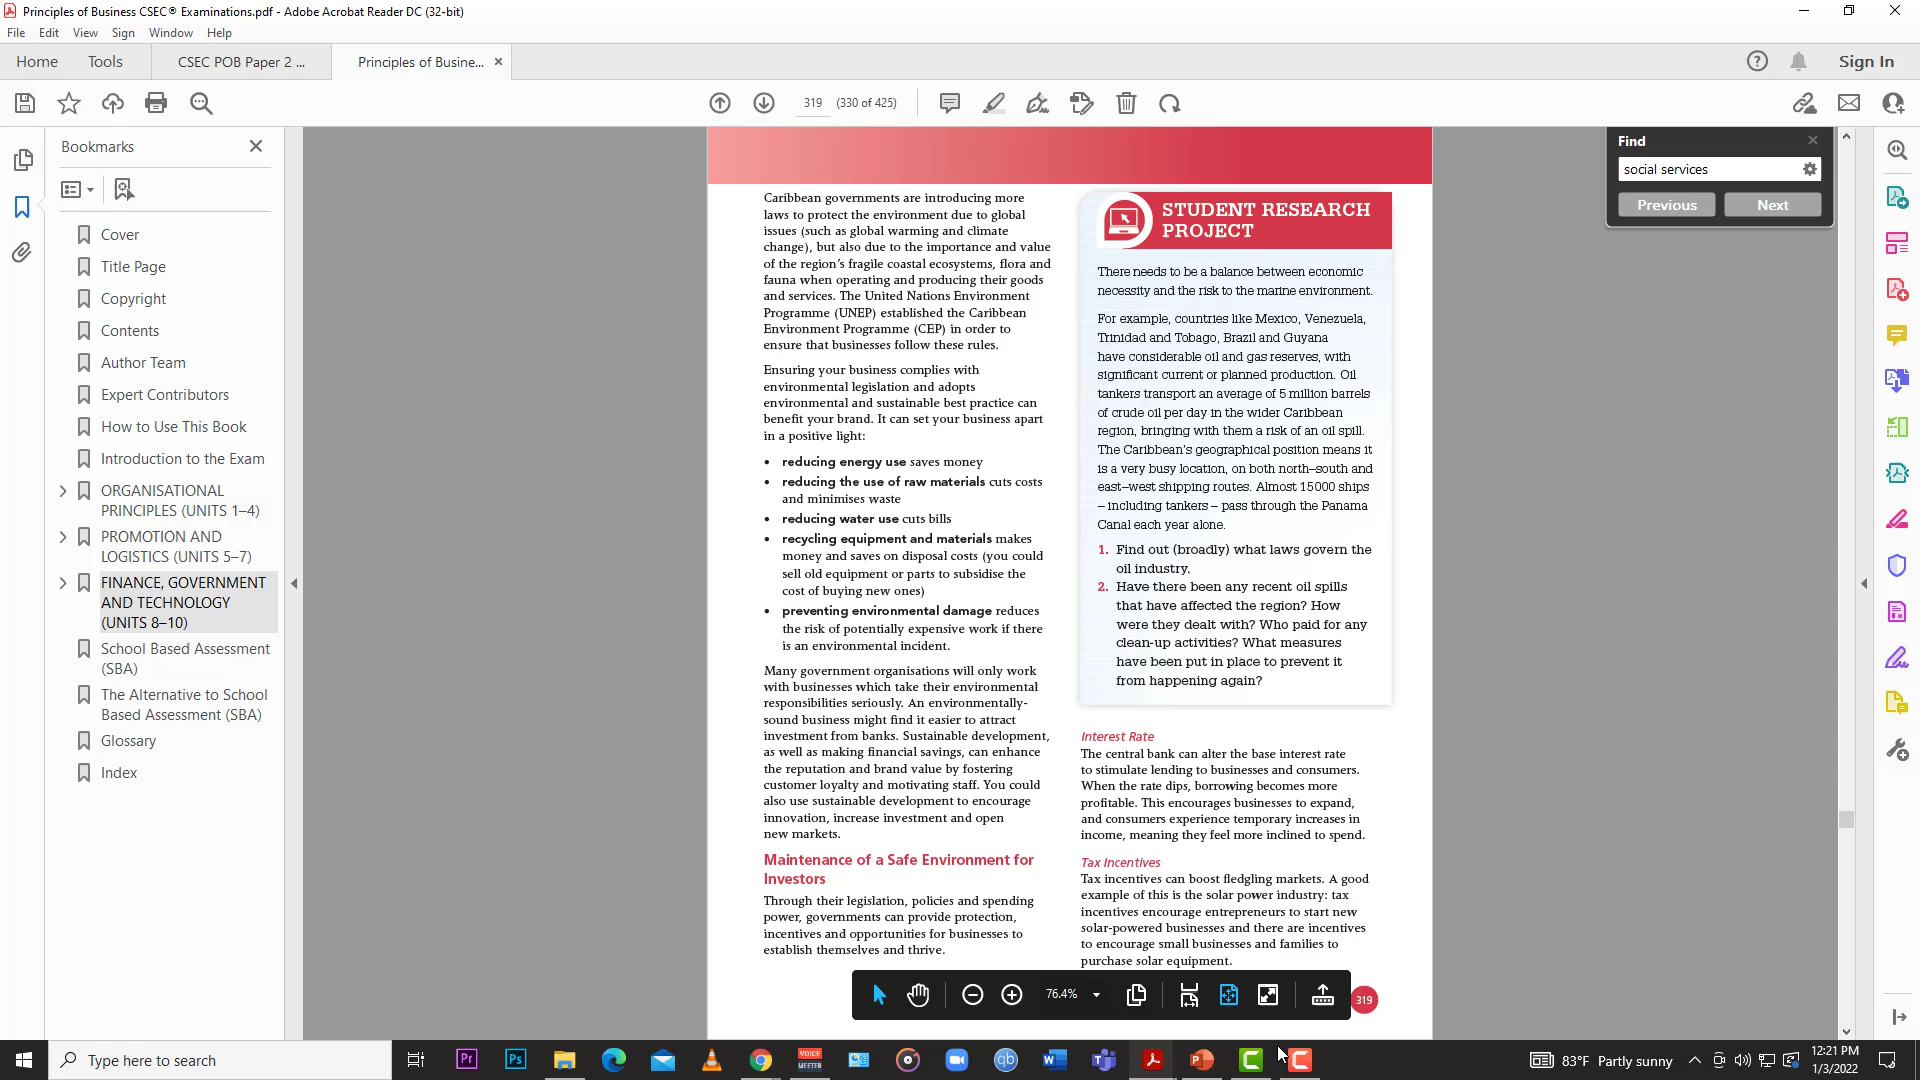 Principles of Business CSEC® Examinations.pdf - Adobe Acrobat Reader DC (32-bit)
File Edit View Sign Window Help
Home Tools CSEC POB Paper 2 ... Principles of Busine... Sign In
319 (330 of 425)
Bookmarks
Cover
Title Page
Copyright
Contents
Author Team
Expert Contributors
How to Use This Book
Introduction to the Exam
ORGANISATIONAL
PRINCIPLES (UNITS 1–4)
PROMOTION AND
LOGISTICS (UNITS 5–7)
FINANCE, GOVERNMENT
AND TECHNOLOGY
(UNITS 8–10)
School Based Assessment
(SBA)
The Alternative to School
Based Assessment (SBA)
Glossary
Index
Caribbean governments are introducing more
laws to protect the environment due to global
issues (such as global warming and climate
change), but also due to the importance and value
of the region's fragile coastal ecosystems, flora and
fauna when operating and producing their goods
and services. The United Nations Environment
Programme (UNEP) established the Caribbean
Environment Programme (CEP) in order to
ensure that businesses follow these rules.
Ensuring your business complies with
environmental legislation and adopts
environmental and sustainable best practice can
benefit your brand. It can set your business apart
in a positive light:
• reducing energy use saves money
• reducing the use of raw materials cuts costs
and minimises waste
• reducing water use cuts bills
• recycling equipment and materials makes
money and saves on disposal costs (you could
sell old equipment or parts to subsidise the
cost of buying new ones)
• preventing environmental damage reduces
the risk of potentially expensive work if there
is an environmental incident.
Many government organisations will only work
with businesses which take their environmental
responsibilities seriously. An environmentally-
sound business might find it easier to attract
investment from banks. Sustainable development,
as well as making financial savings, can enhance
the reputation and brand value by fostering
customer loyalty and motivating staff. You could
also use sustainable development to encourage
innovation, increase investment and open
new markets.
Maintenance of a Safe Environment for
Investors
Through their legislation, policies and spending
power, governments can provide protection,
incentives and opportunities for businesses to
establish themselves and thrive.
STUDENT RESEARCH
PROJECT
There needs to be a balance between economic
necessity and the risk to the marine environment.
For example, countries like Mexico, Venezuela,
Trinidad and Tobago, Brazil and Guyana
have considerable oil and gas reserves, with
significant current or planned production. Oil
tankers transport an average of 5 million barrels
of crude oil per day in the wider Caribbean
region, bringing with them a risk of an oil spill.
The Caribbean's geographical position means it
is a very busy location, on both north–south and
east–west shipping routes. Almost 15 000 ships
– including tankers – pass through the Panama
Canal each year alone.
1. Find out (broadly) what laws govern the
oil industry.
2. Have there been any recent oil spills
that have affected the region? How
were they dealt with? Who paid for any
clean-up activities? What measures
have been put in place to prevent it
from happening again?
Interest Rate
The central bank can alter the base interest rate
to stimulate lending to businesses and consumers.
When the rate dips, borrowing becomes more
profitable. This encourages businesses to expand,
and consumers experience temporary increases in
income, meaning they feel more inclined to spend.
Tax Incentives
Tax incentives can boost fledgling markets. A good
example of this is the solar power industry: tax
incentives encourage entrepreneurs to start new
solar-powered businesses and there are incentives
to encourage small businesses and families to
purchase solar equipment.
76.4%
319
Find
social services
Previous Next
Type here to search
Pr
Ps
VOICE
MEETER
qb
83°F Partly sunny
12:21 PM
1/3/2022